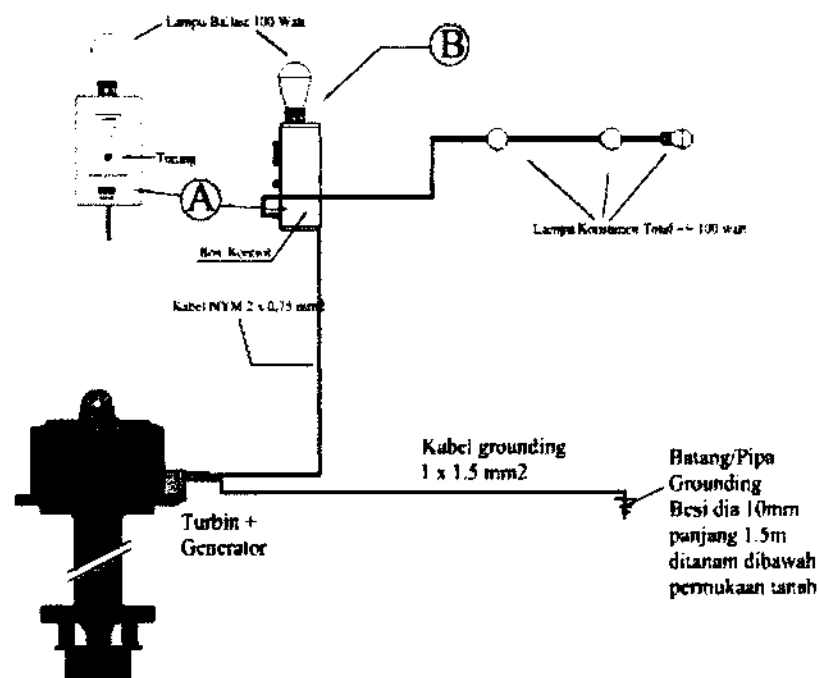 Lampu Ballast 100 Watt
B
Tuning
A
Lampu Konsumen Total +/- 100 watt
Box Kontrol
Kabel NYM 2 x 0,75 mm2
Kabel grounding
1 x 1.5 mm2
Batang/Pipa
Grounding
Besi dia 10mm
panjang 1.5m
ditanam dibawah
permukaan tanah
Turbin +
Generator